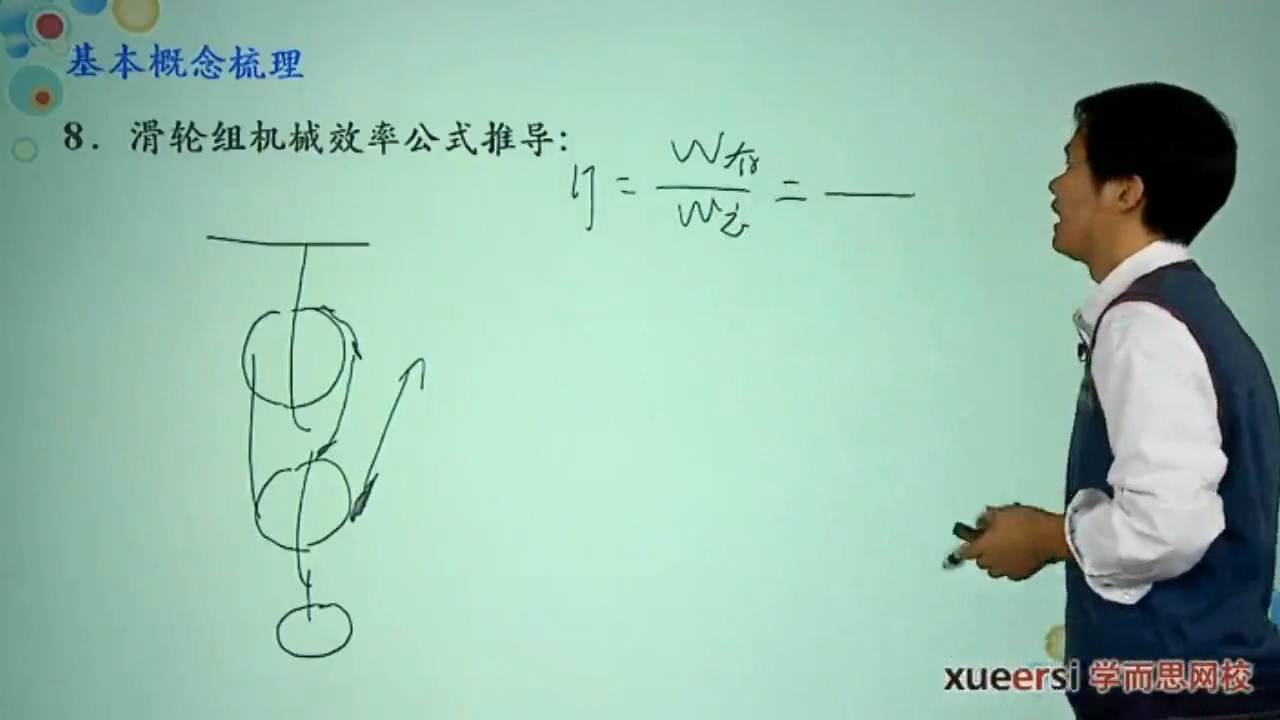 基本概念梳理
8. 滑轮组机械效率公式推导:
η = W有 / W总 = 
xueersi 学而思网校